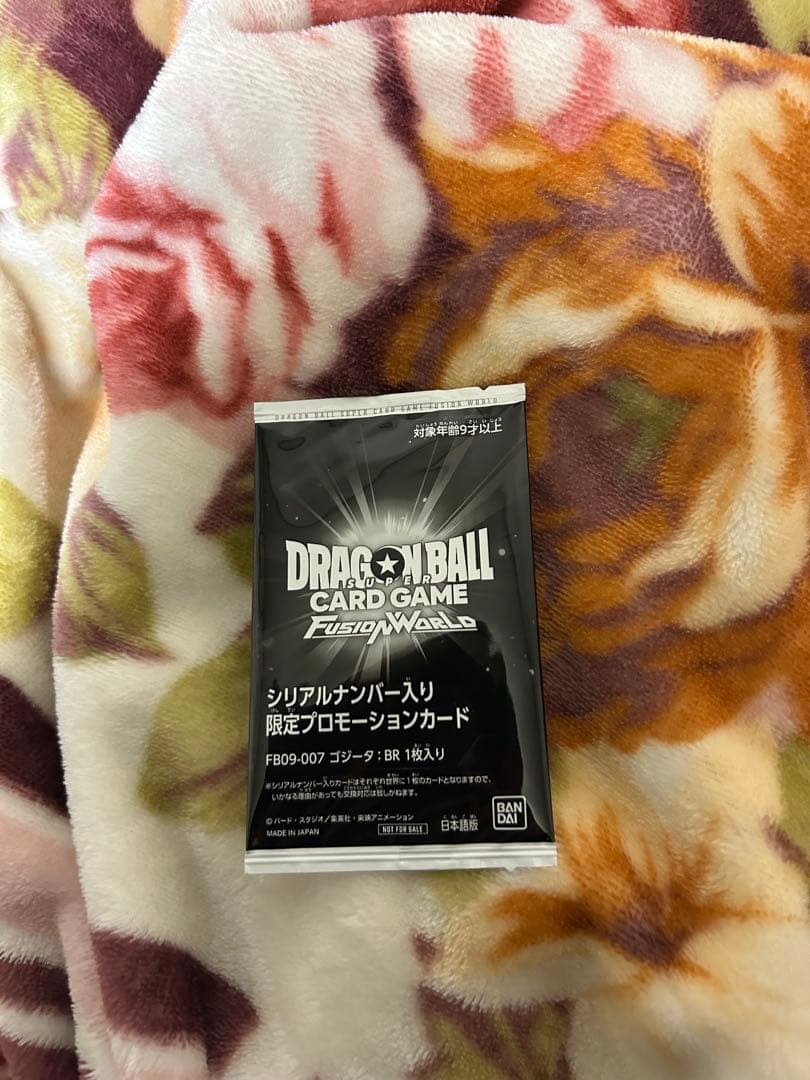 DRAGON BALL SUPER CARD GAME FUSION WORLD
対象年齢9才以上
DRAGON BALL
SUPER
CARD GAME
FUSION WORLD
シリアルナンバー入り
限定プロモーションカード
FB09-007 ゴジータ：BR 1枚入り
※シリアルナンバー入りカードはそれぞれ世界に1枚のカードとなりますので、
いかなる理由があっても交換対応は致しかねます。
©バード・スタジオ／集英社・東映アニメーション
MADE IN JAPAN
NOT FOR SALE
日本語版
BAN
DAI